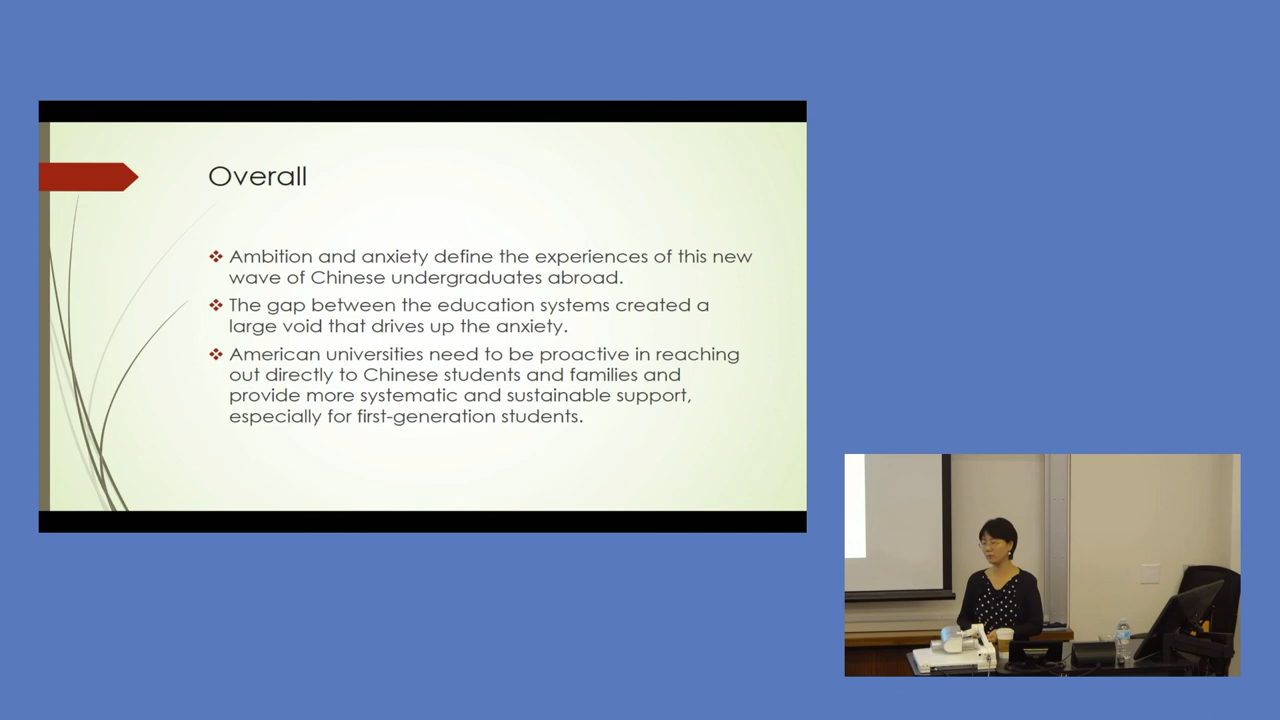 Overall
Ambition and anxiety define the experiences of this new
wave of Chinese undergraduates abroad.
The gap between the education systems created a
large void that drives up the anxiety.
American universities need to be proactive in reaching
out directly to Chinese students and families and
provide more systematic and sustainable support,
especially for first-generation students.